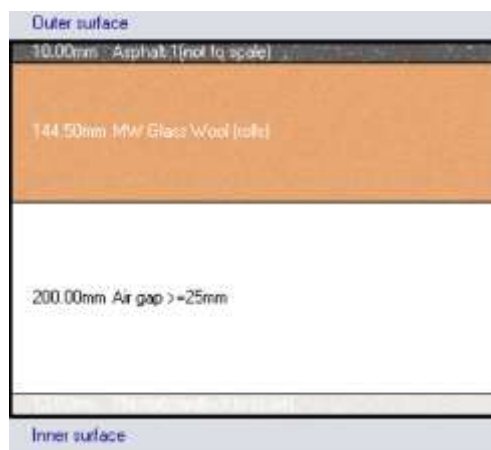 Outer surface
10.00mm Asphalt 1(not to scale)
144.50mm MW Glass Wool (rolls)
200.00mm Air gap >=25mm
Inner surface